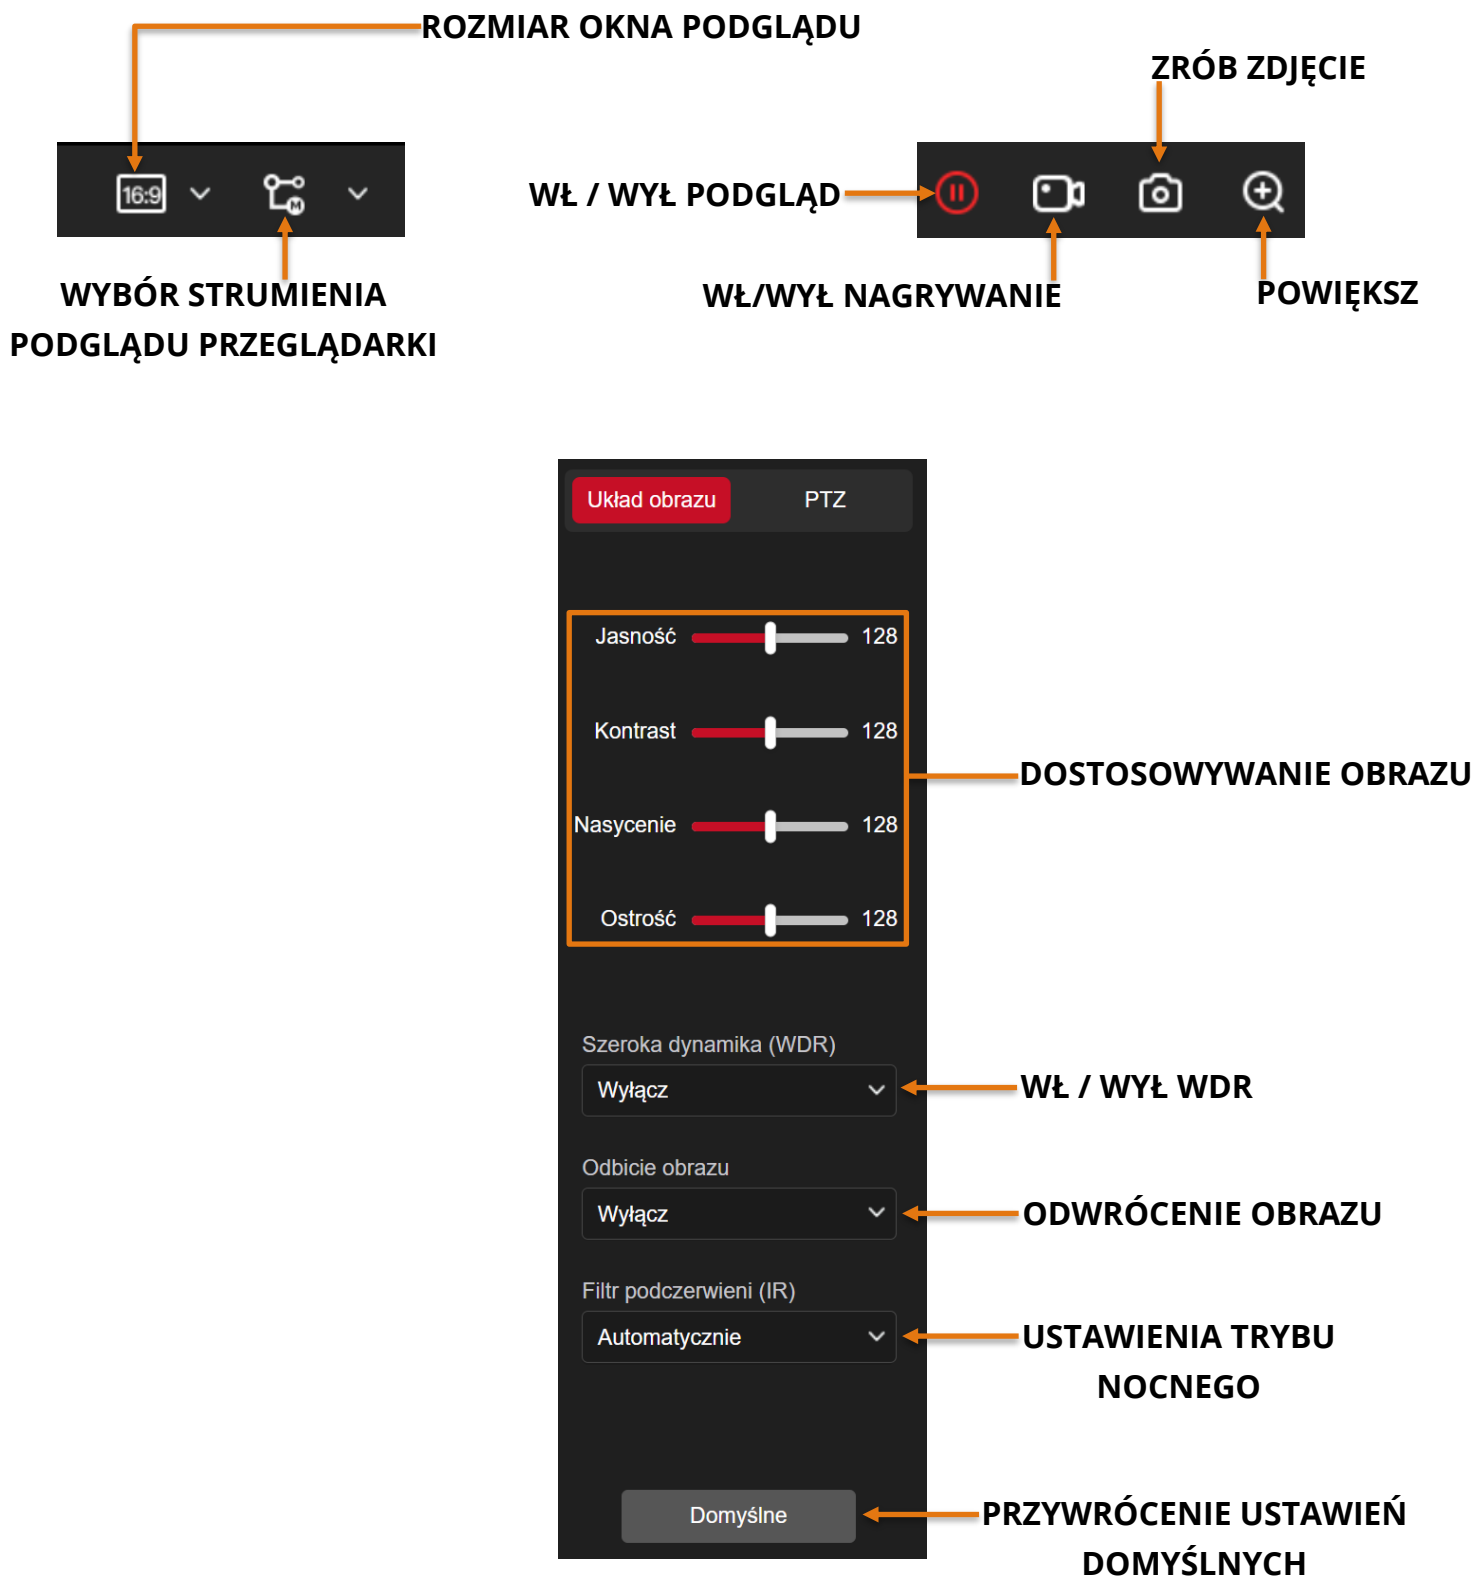 ROZMIAR OKNA PODGLĄDU
ZRÓB ZDJĘCIE
16:9
M
WŁ / WYŁ PODGLĄD
WYBÓR STRUMIENIA
PODGLĄDU PRZEGLĄDARKI
WŁ/WYŁ NAGRYWANIE
POWIĘKSZ
Układ obrazu
PTZ
Jasność 128
Kontrast 128
DOSTOSOWYWANIE OBRAZU
Nasycenie 128
Ostrość 128
Szeroka dynamika (WDR)
Wyłącz
WŁ / WYŁ WDR
Odbicie obrazu
Wyłącz
ODWRÓCENIE OBRAZU
Filtr podczerwieni (IR)
Automatycznie
USTAWIENIA TRYBU
NOCNEGO
Domyślne
PRZYWRÓCENIE USTAWIEŃ
DOMYŚLNYCH